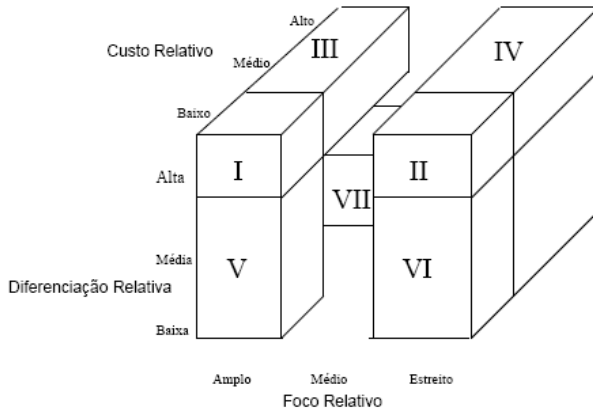 Alto
III
Custo Relativo
IV
Médio
Baixo
Alta
I
II
VII
Média
V
VI
Diferenciação Relativa
Baixa
Amplo
Médio
Estreito
Foco Relativo